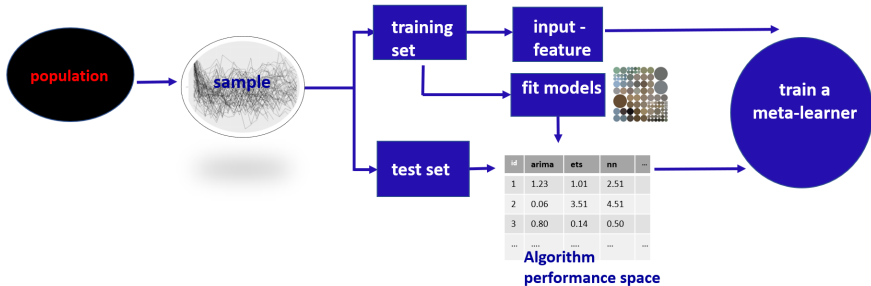 population
sample
training
set
input -
feature
fit models
train a
meta-learner
test set
id arima ets nn ...
1 1.23 1.01 2.51
2 0.06 3.51 4.51
3 0.80 0.14 0.50
... .... ... ... ...
Algorithm
performance space